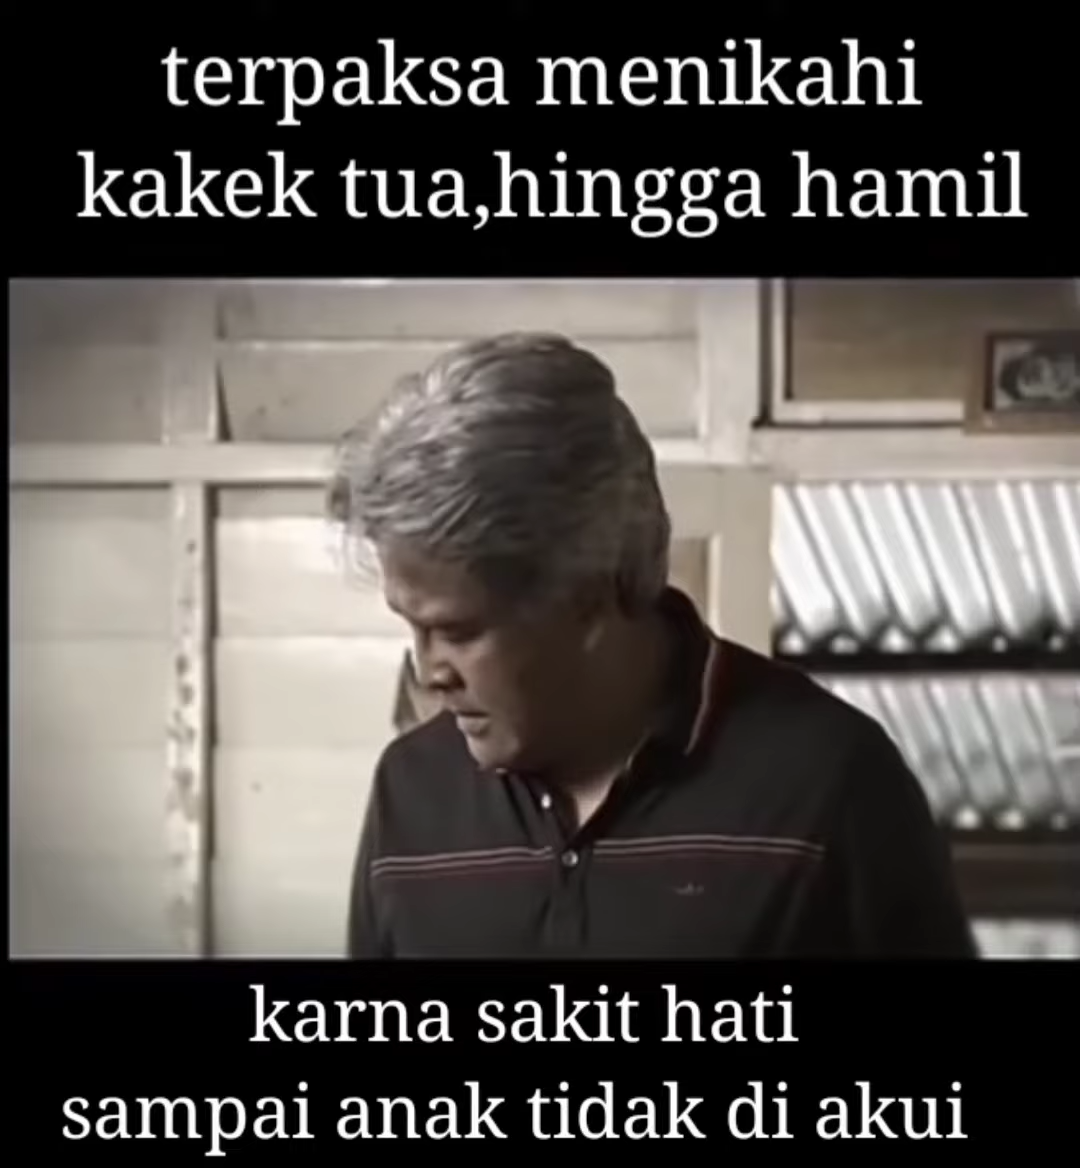 terpaksa menikahi
kakek tua,hingga hamil
karna sakit hati
sampai anak tidak di akui